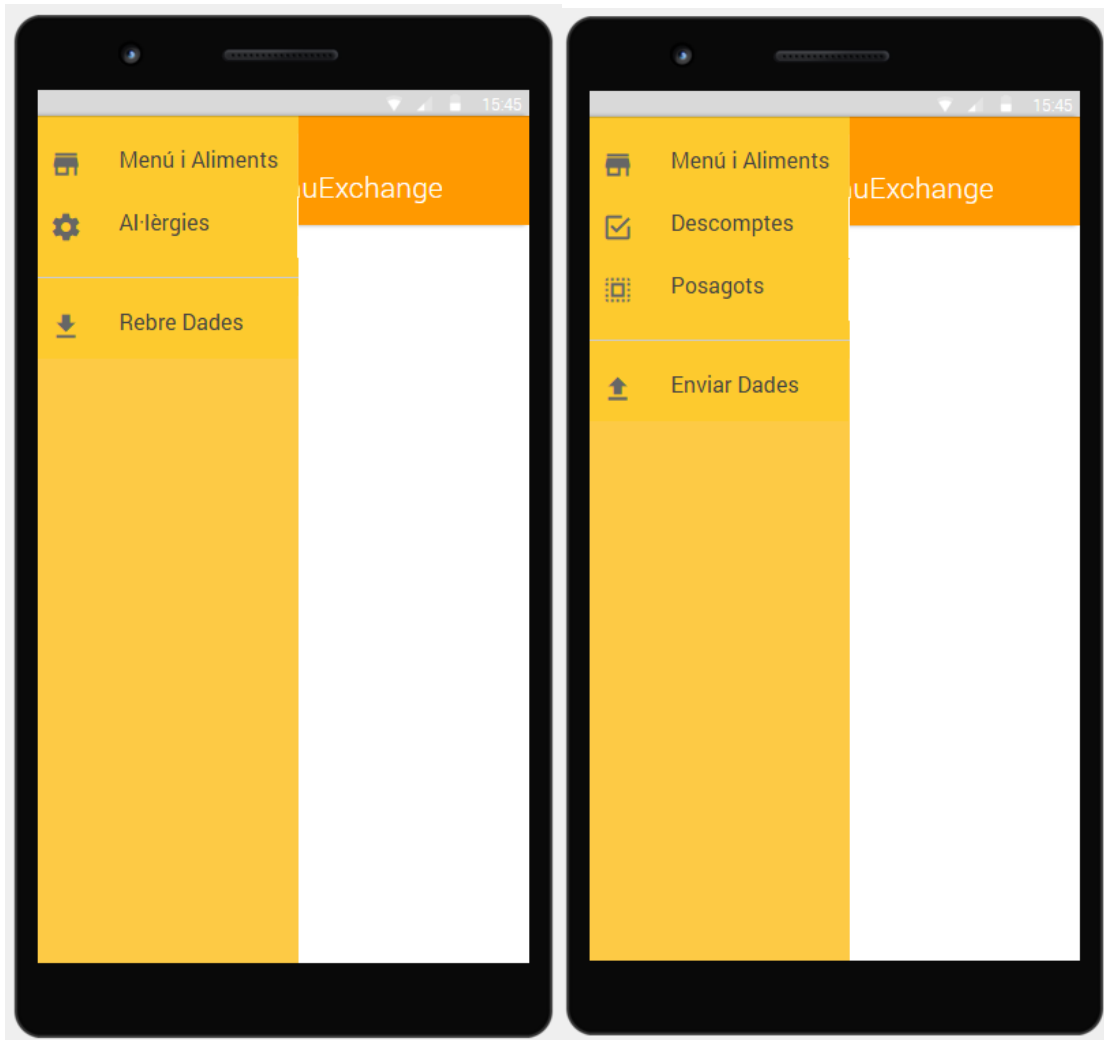 15:45
Menú i Aliments
uExchange
Al·lèrgies
Rebre Dades
15:45
Menú i Aliments
uExchange
Descomptes
Posagots
Enviar Dades